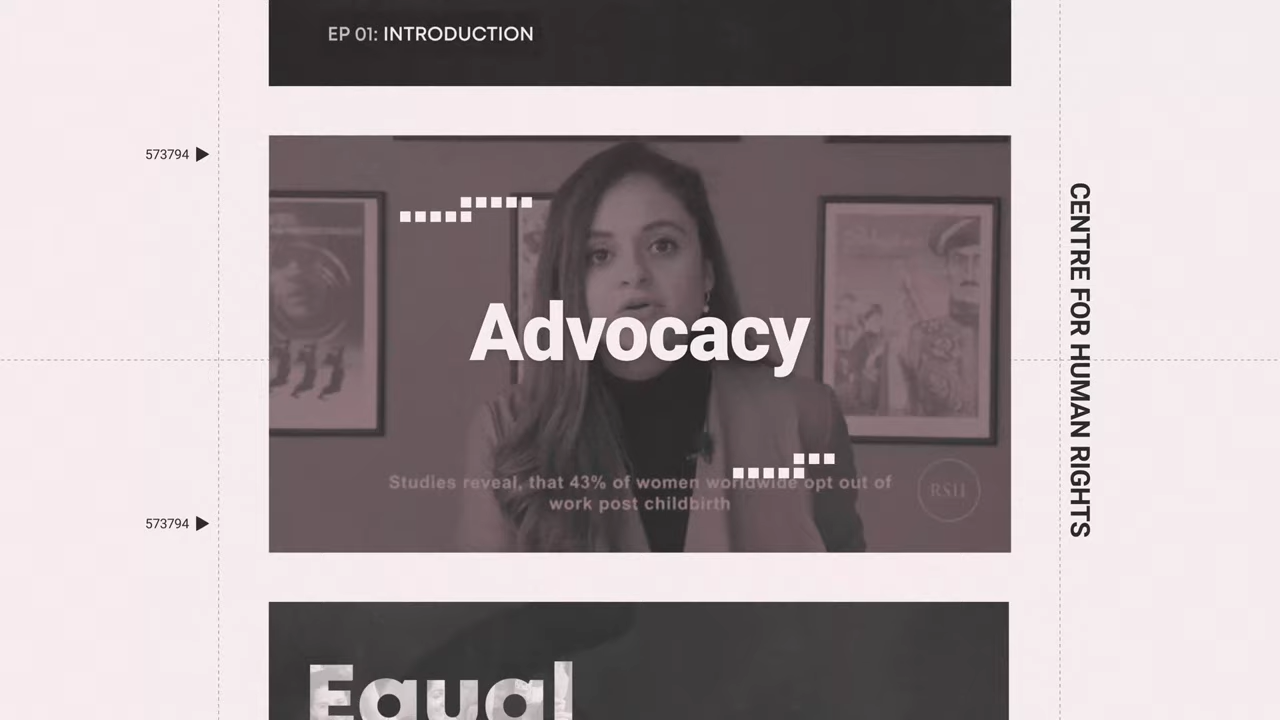 EP 01: INTRODUCTION
573794
Advocacy
Studies reveal, that 43% of women worldwide opt out of
work post childbirth
RSII
573794
CENTRE FOR HUMAN RIGHTS
Equal